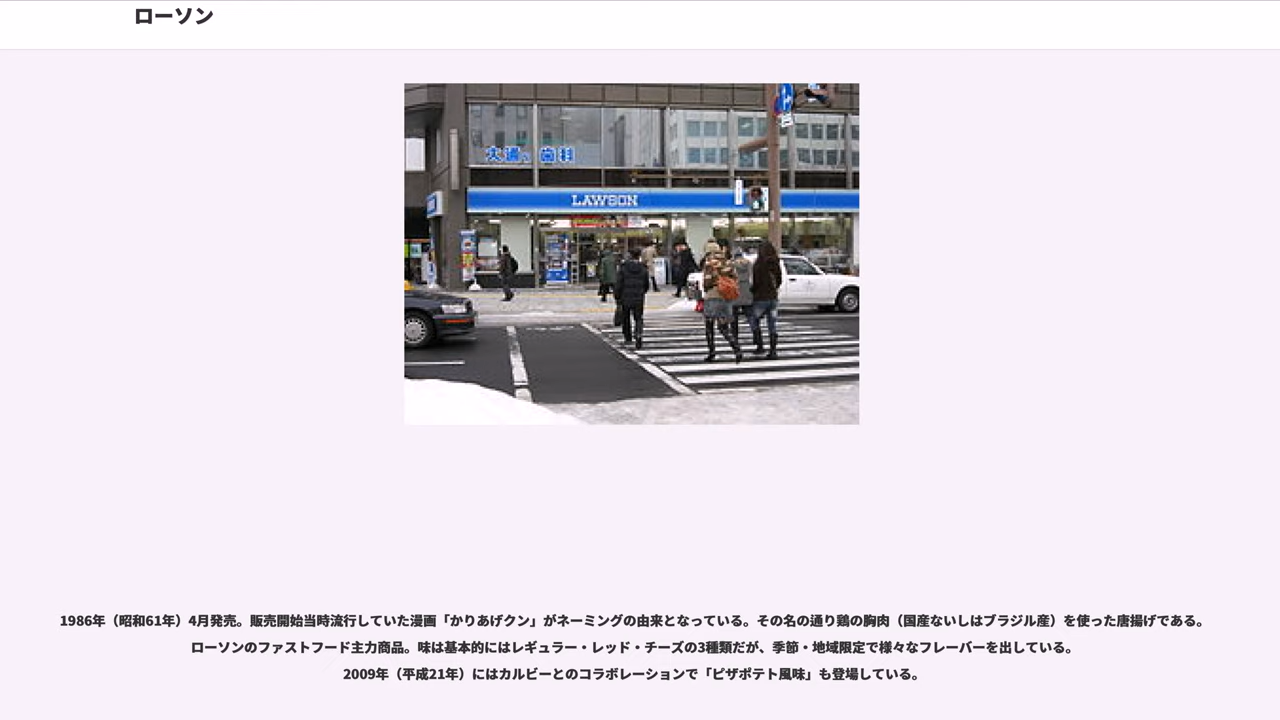 ローソン
大通り歯科
LAWSON
1986年（昭和61年）4月発売。販売開始当時流行していた漫画「かりあげクン」がネーミングの由来となっている。その名の通り鶏の胸肉（国産ないしはブラジル産）を使った唐揚げである。
ローソンのファストフード主力商品。味は基本的にはレギュラー・レッド・チーズの3種類だが、季節・地域限定で様々なフレーバーを出している。
2009年（平成21年）にはカルビーとのコラボレーションで「ピザポテト風味」も登場している。